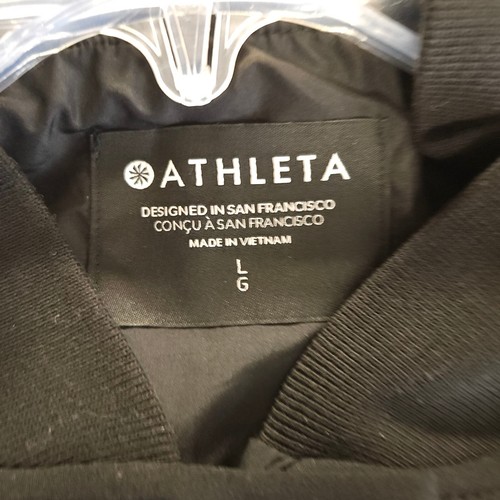 ATHLETA
DESIGNED IN SAN FRANCISCO
CONÇU À SAN FRANCISCO
MADE IN VIETNAM
L
G